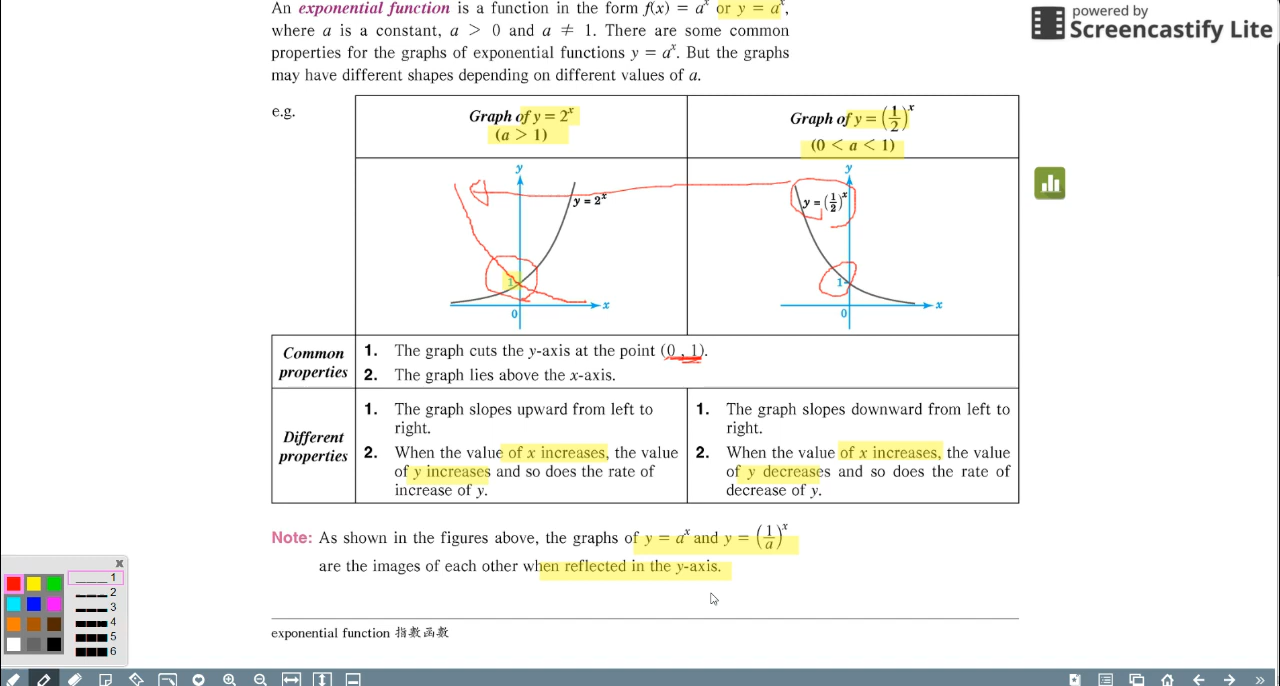 An exponential function is a function in the form f(x) = aˣ or y = aˣ,
where a is a constant, a > 0 and a ≠ 1. There are some common
properties for the graphs of exponential functions y = aˣ. But the graphs
may have different shapes depending on different values of a.
powered by
Screencastify Lite
e.g.
Graph of y = 2ˣ
(a > 1)
Graph of y = (1/2)ˣ
(0 < a < 1)
y
y = 2ˣ
1
0
x
y
y = (1/2)ˣ
1
0
x
Common properties
1. The graph cuts the y-axis at the point (0 , 1).
2. The graph lies above the x-axis.
Different properties
1. The graph slopes upward from left to
right.
2. When the value of x increases, the value
of y increases and so does the rate of
increase of y.
1. The graph slopes downward from left to
right.
2. When the value of x increases, the value
of y decreases and so does the rate of
decrease of y.
Note: As shown in the figures above, the graphs of y = aˣ and y = (1/a)ˣ
are the images of each other when reflected in the y-axis.
exponential function 指數函數
x
1
2
3
4
5
6